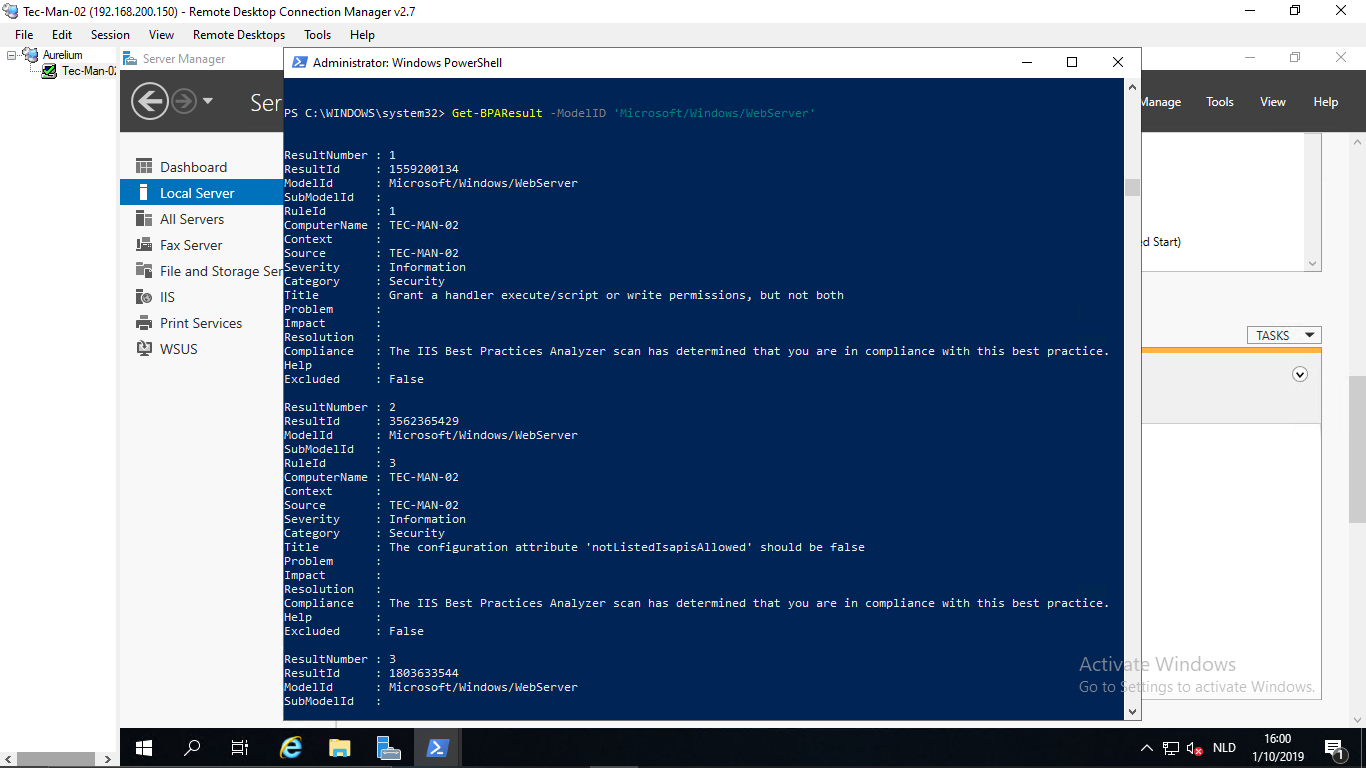 Tec-Man-02 (192.168.200.150) - Remote Desktop Connection Manager v2.7
File Edit Session View Remote Desktops Tools Help
Aurelium
Tec-Man-02
Server Manager
Ser
Manage Tools View Help
Dashboard
Local Server
All Servers
Fax Server
File and Storage Ser
IIS
Print Services
WSUS
Administrator: Windows PowerShell
PS C:\WINDOWS\system32> Get-BPAResult -ModelID 'Microsoft/Windows/WebServer'
ResultNumber : 1
ResultId : 1559200134
ModelId : Microsoft/Windows/WebServer
SubModelId :
RuleId : 1
ComputerName : TEC-MAN-02
Context :
Source : TEC-MAN-02
Severity : Information
Category : Security
Title : Grant a handler execute/script or write permissions, but not both
Problem :
Impact :
Resolution :
Compliance : The IIS Best Practices Analyzer scan has determined that you are in compliance with this best practice.
Help :
Excluded : False
ResultNumber : 2
ResultId : 3562365429
ModelId : Microsoft/Windows/WebServer
SubModelId :
RuleId : 3
ComputerName : TEC-MAN-02
Context :
Source : TEC-MAN-02
Severity : Information
Category : Security
Title : The configuration attribute 'notListedIsapisAllowed' should be false
Problem :
Impact :
Resolution :
Compliance : The IIS Best Practices Analyzer scan has determined that you are in compliance with this best practice.
Help :
Excluded : False
ResultNumber : 3
ResultId : 1803633544
ModelId : Microsoft/Windows/WebServer
SubModelId :
ed Start)
TASKS
Activate Windows
Go to Settings to activate Windows.
NLD
16:00
1/10/2019
1